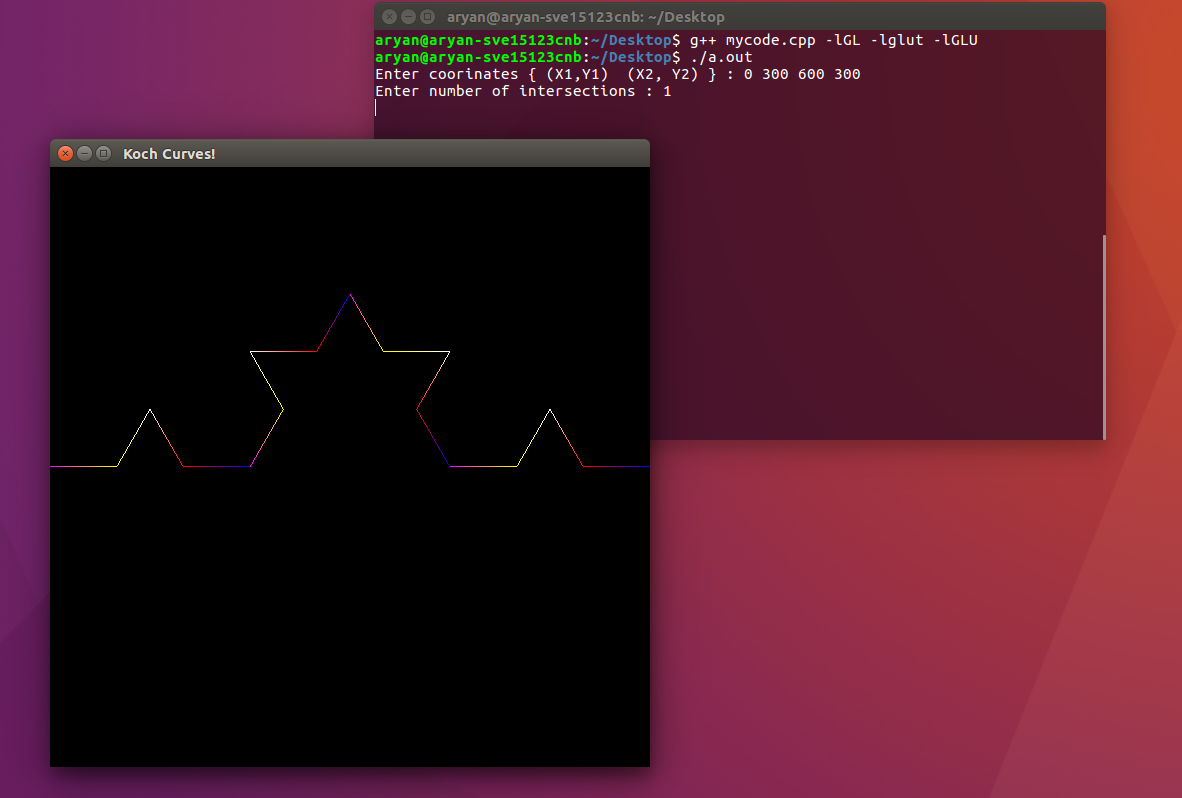 aryan@aryan-sve15123cnb: ~/Desktop
aryan@aryan-sve15123cnb:~/Desktop$ g++ mycode.cpp -lGL -lglut -lGLU
aryan@aryan-sve15123cnb:~/Desktop$ ./a.out
Enter coorinates { (X1,Y1)  (X2, Y2) } : 0 300 600 300
Enter number of intersections : 1
Koch Curves!